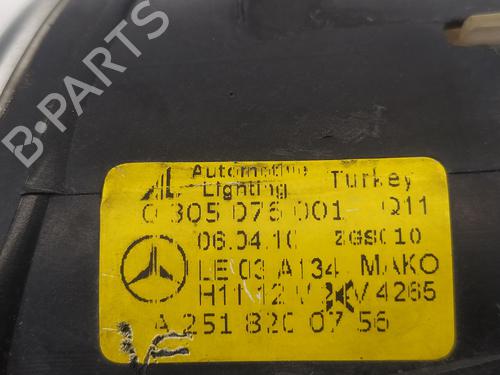 B-PARTS
AL Automotive Lighting Turkey
0 305 076 001 Q11
06.04.10
LE 03 A134 MAKO
H11 12 V 4265
A 251 820 07 56